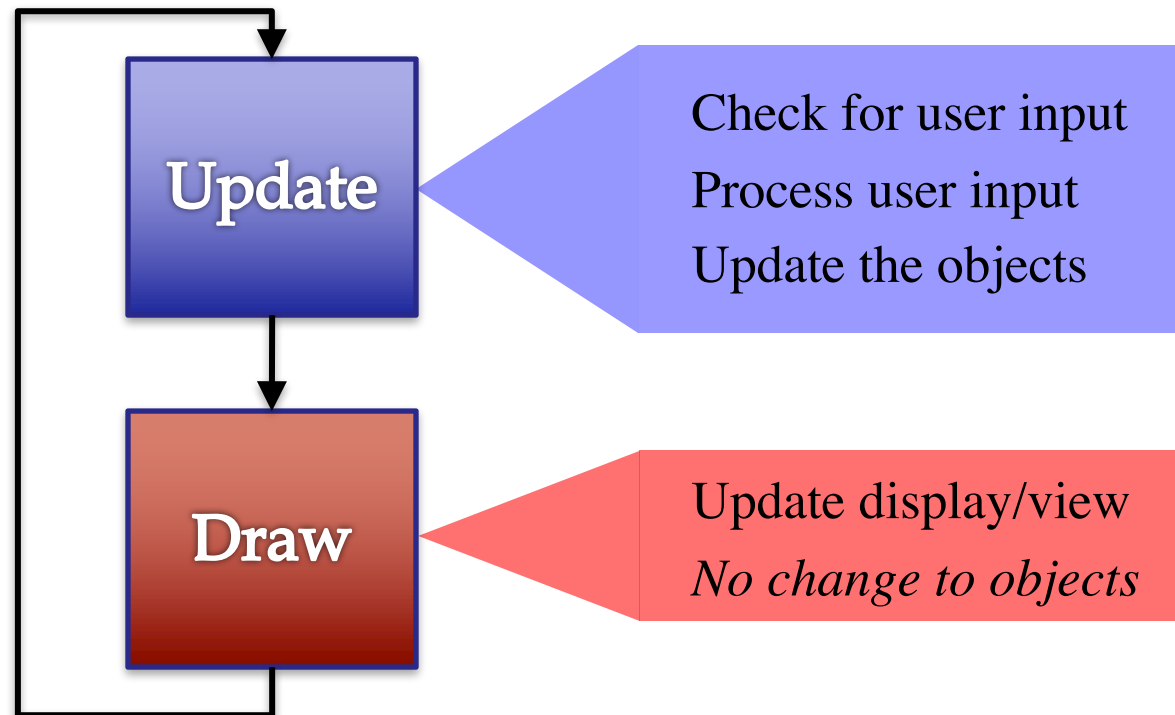 Update
Check for user input
Process user input
Update the objects
Draw
Update display/view
No change to objects